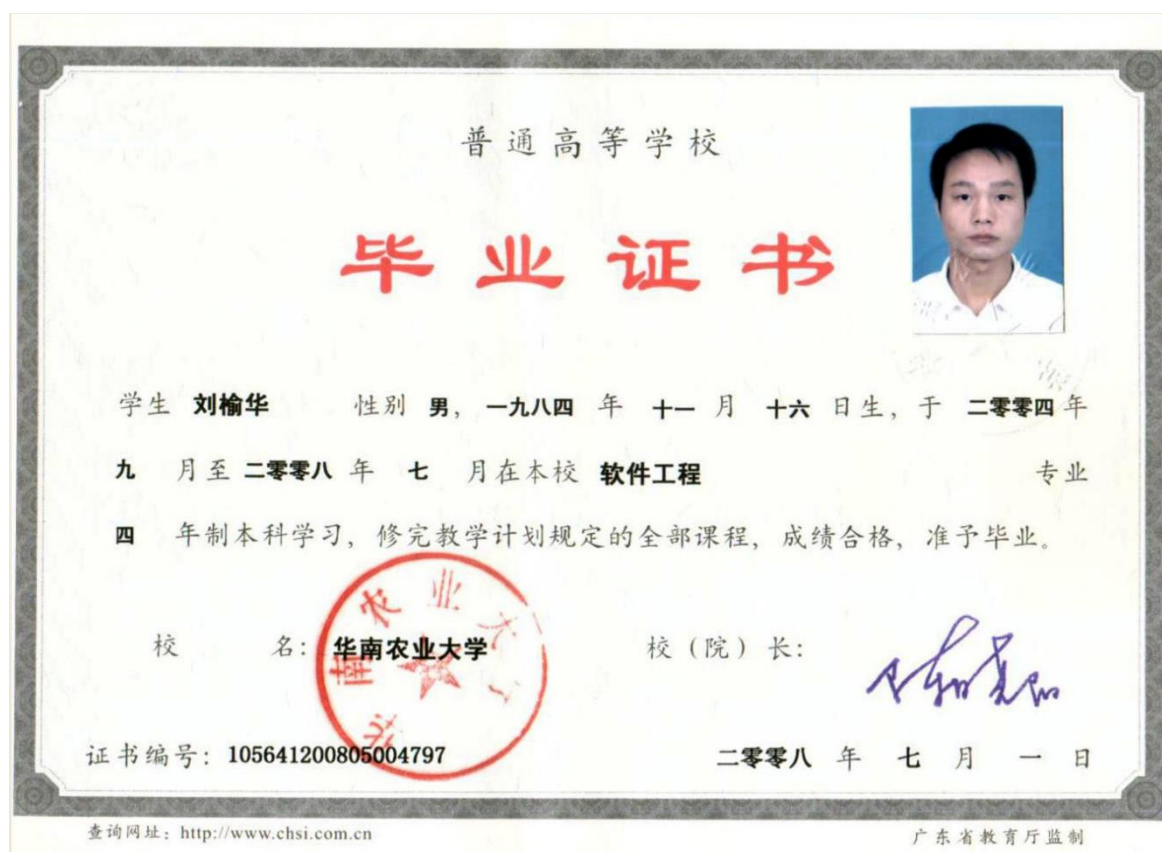 普通高等学校
毕业证书
学生 刘榆华 性别 男，一九八四 年 十一 月 十六 日生，于 二零零四 年
九 月至 二零零八 年 七 月在本校 软件工程 专业
四 年制本科学习，修完教学计划规定的全部课程，成绩合格，准予毕业。
校 名：华南农业大学 校（院）长：
华南农业大学
证书编号：105641200805004797 二零零八 年 七 月 一 日
查询网址：http://www.chsi.com.cn 广东省教育厅监制